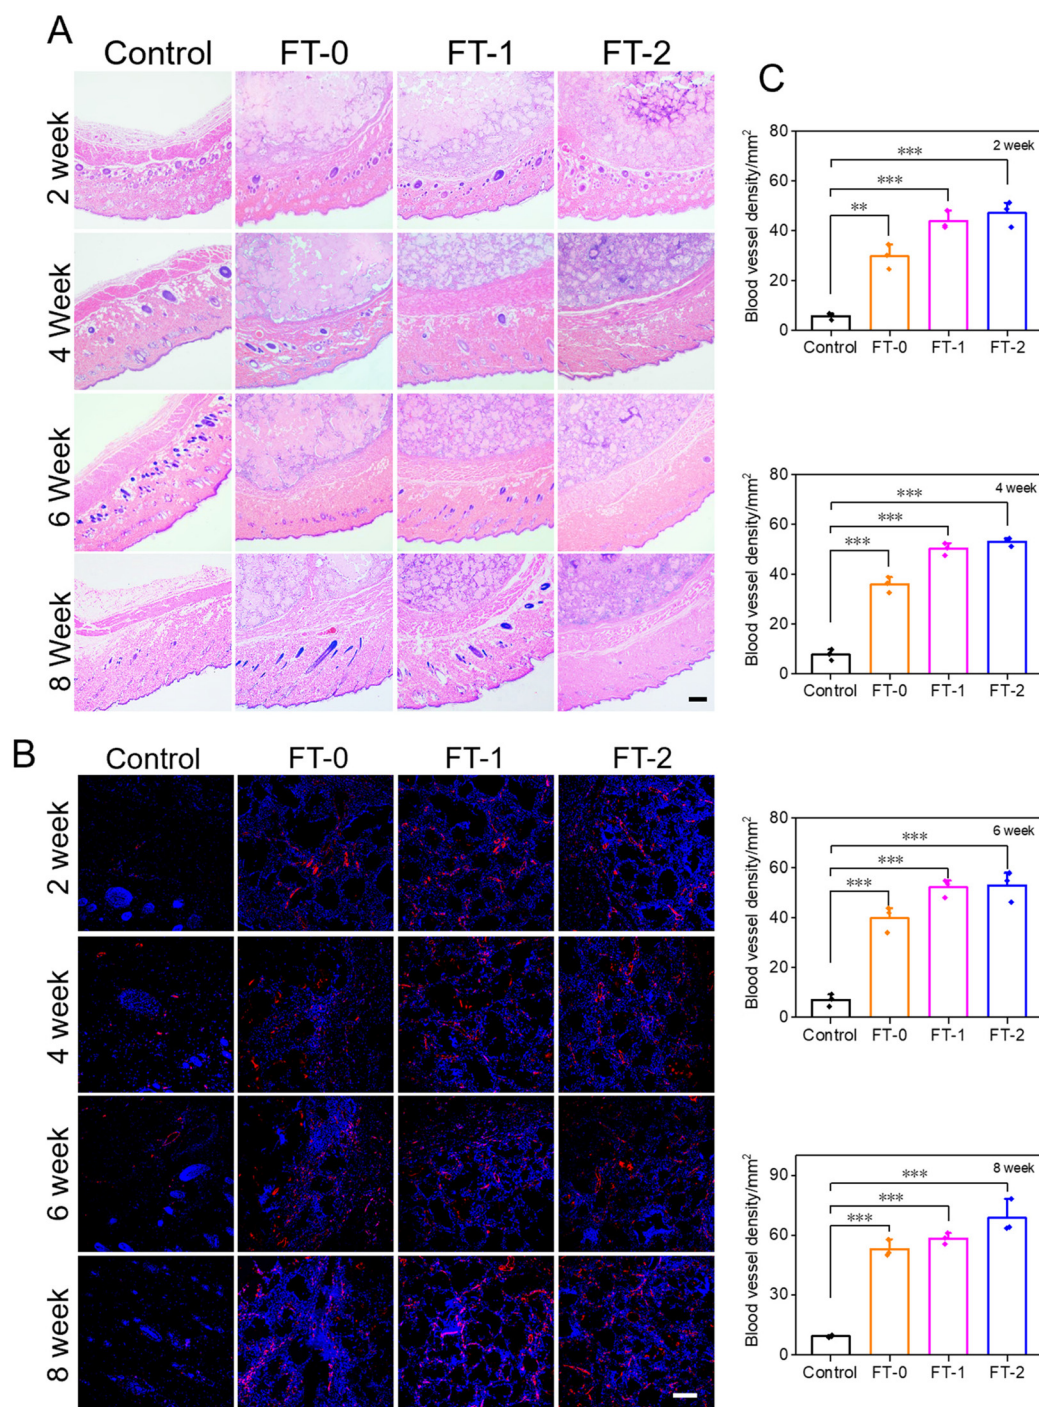 A
Control FT-0 FT-1 FT-2
2 week
4 Week
6 Week
8 Week
B
Control FT-0 FT-1 FT-2
2 week
4 week
6 week
8 week
C
Blood vessel density/mm²
80
60
40
20
0
2 week
***
***
**
Control FT-0 FT-1 FT-2
Blood vessel density/mm²
80
60
40
20
0
4 week
***
***
***
Control FT-0 FT-1 FT-2
Blood vessel density/mm²
80
60
40
20
0
6 week
***
***
***
Control FT-0 FT-1 FT-2
Blood vessel density/mm²
90
60
30
0
8 week
***
***
***
Control FT-0 FT-1 FT-2